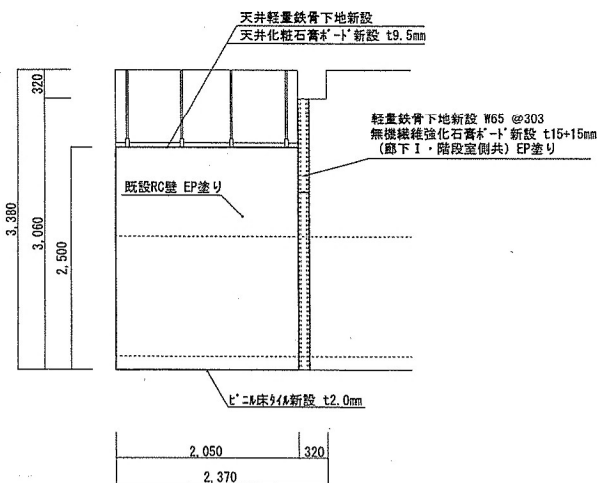 天井軽量鉄骨下地新設
天井化粧石膏ﾎﾞｰﾄﾞ新設 t9.5mm
320
軽量鉄骨下地新設 W65 @303
無機繊維強化石膏ﾎﾞｰﾄﾞ新設 t15+15mm
(廊下Ⅰ・階段室側共) EP塗り
既設RC壁 EP塗り
3,380
3,060
2,500
ﾋﾞﾆﾙ床ﾀｲﾙ新設 t2.0mm
2,050
320
2,370